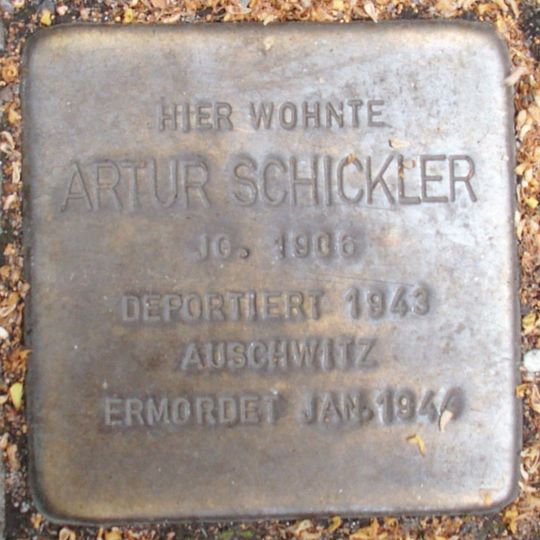 HIER WOHNTE
ARTUR SCHICKLER
JG. 1906
DEPORTIERT 1943
AUSCHWITZ
ERMORDET JAN.1944